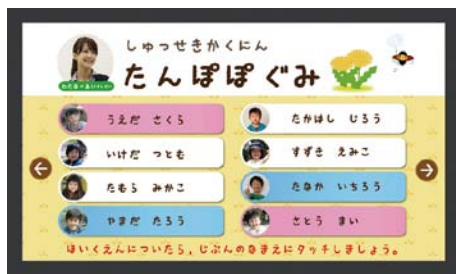 しゅっせきかくにん
たんぽぽぐみ
うえだ さくら
たかはし じろう
いけだ つとむ
すずき えみこ
たむら みかこ
たなか いちろう
やまだ たろう
さとう まい
ほいくえんについたら,じぶんのなまえにタッチしましょう。